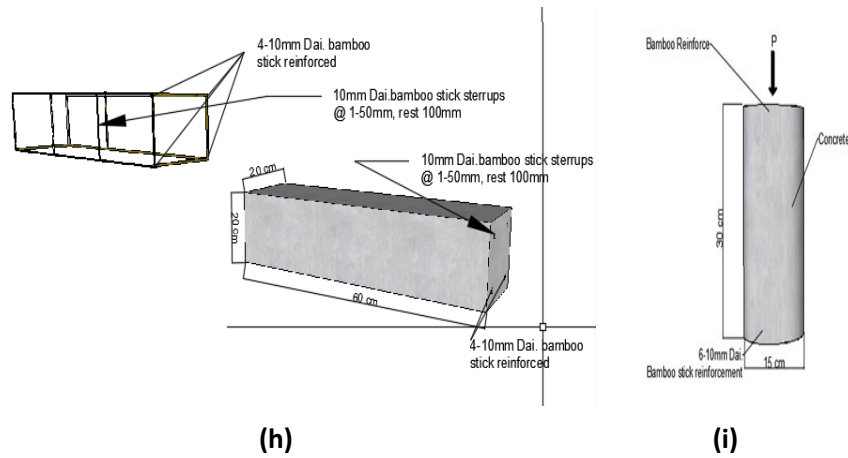 4-10mm Dai. bamboo
stick reinforced
10mm Dai.bamboo stick sterrups
@ 1-50mm, rest 100mm
10mm Dai.bamboo stick sterrups
@ 1-50mm, rest 100mm
20 cm
20 cm
60 cm
4-10mm Dai. bamboo
stick reinforced
(h)
P
Bamboo Reinforce
Concrete
30 cm
6-10mm Dai.
Bamboo stick reinforcement
15 cm
(i)